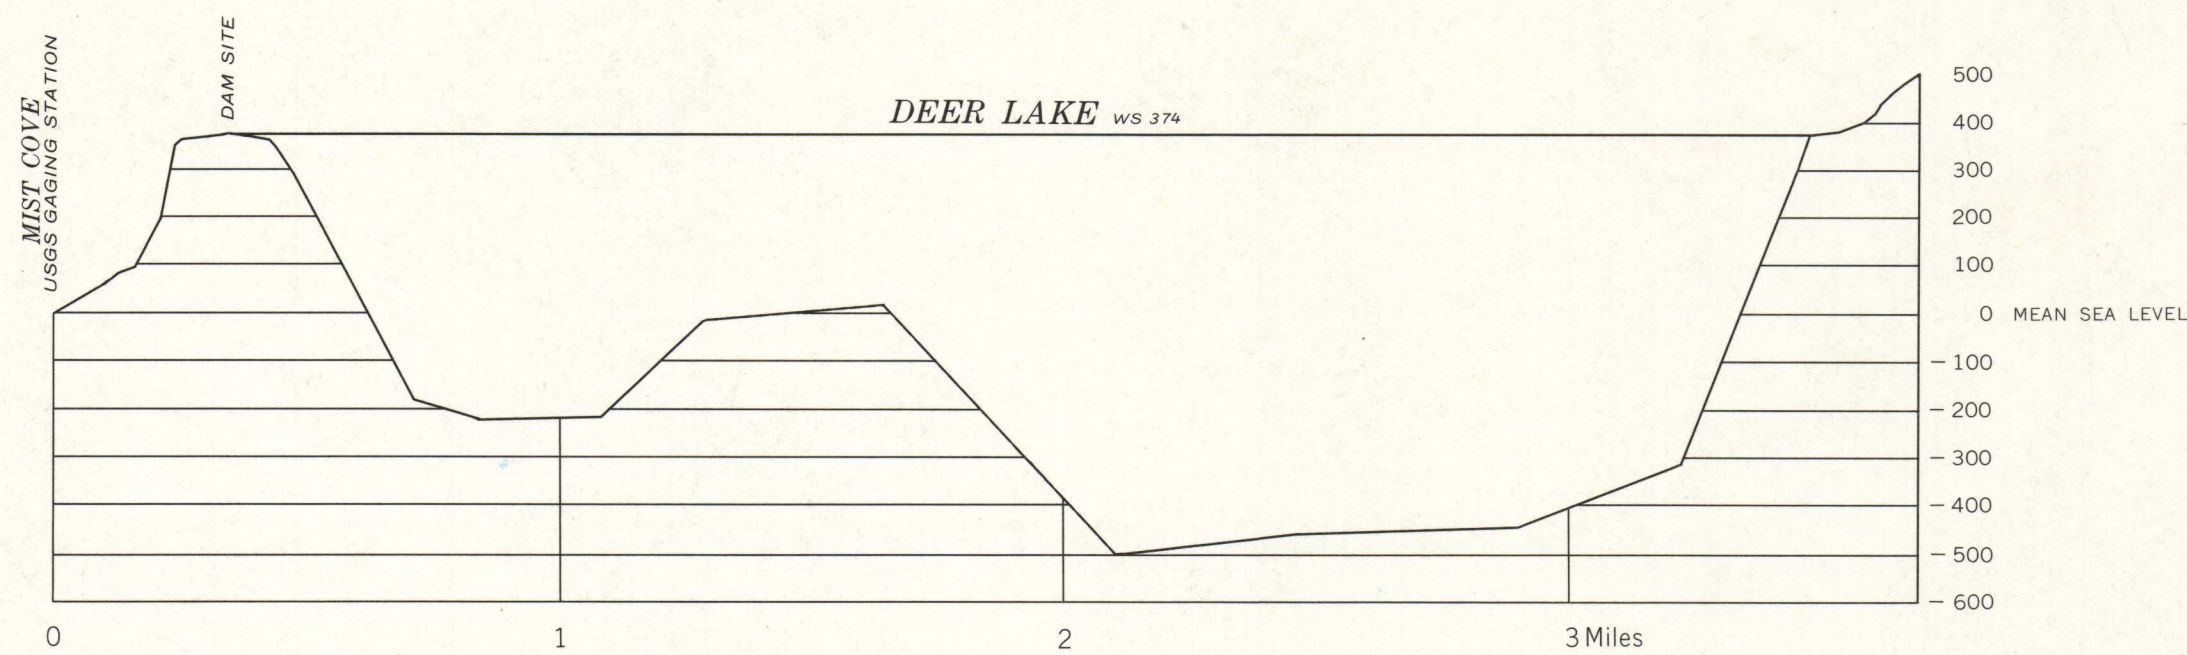 MIST COVE
USGS GAGING STATION
DAM SITE
DEER LAKE WS 374
500
400
300
200
100
0 MEAN SEA LEVEL
-100
-200
-300
-400
-500
-600
0 1 2 3 Miles